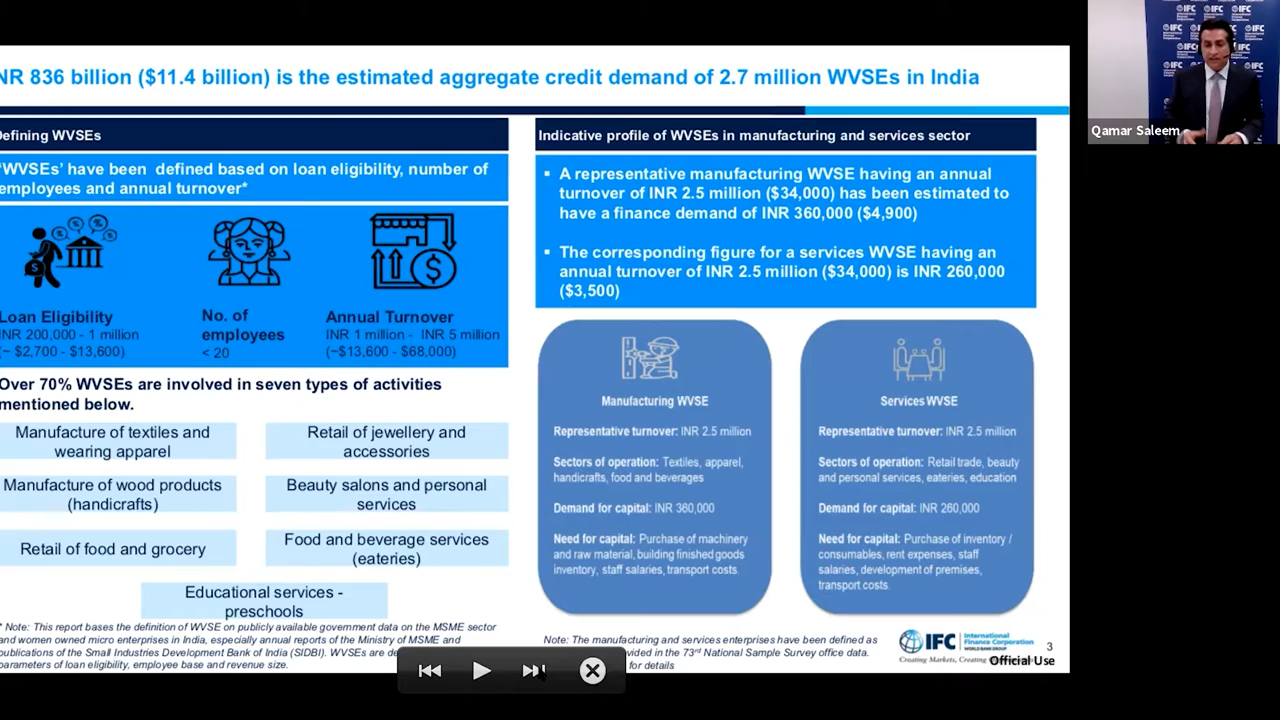 NR 836 billion ($11.4 billion) is the estimated aggregate credit demand of 2.7 million WVSEs in India
Defining WVSEs
'WVSEs' have been defined based on loan eligibility, number of
employees and annual turnover*
Loan Eligibility
INR 200,000 - 1 million
(~ $2,700 - $13,600)
No. of
employees
< 20
Annual Turnover
INR 1 million - INR 5 million
(~$13,600 - $68,000)
Over 70% WVSEs are involved in seven types of activities
mentioned below.
Manufacture of textiles and
wearing apparel
Retail of jewellery and
accessories
Manufacture of wood products
(handicrafts)
Beauty salons and personal
services
Retail of food and grocery
Food and beverage services
(eateries)
Educational services -
preschools
* Note: This report bases the definition of WVSE on publicly available government data on the MSME sector
and women owned micro enterprises in India, especially annual reports of the Ministry of MSME and
publications of the Small Industries Development Bank of India (SIDBI). WVSEs are de
parameters of loan eligibility, employee base and revenue size.
Indicative profile of WVSEs in manufacturing and services sector
▪ A representative manufacturing WVSE having an annual
turnover of INR 2.5 million ($34,000) has been estimated to
have a finance demand of INR 360,000 ($4,900)
▪ The corresponding figure for a services WVSE having an
annual turnover of INR 2.5 million ($34,000) is INR 260,000
($3,500)
Manufacturing WVSE
Representative turnover: INR 2.5 million
Sectors of operation: Textiles, apparel,
handicrafts, food and beverages
Demand for capital: INR 360,000
Need for capital: Purchase of machinery
and raw material, building finished goods
inventory, staff salaries, transport costs.
Services WVSE
Representative turnover: INR 2.5 million
Sectors of operation: Retail trade, beauty
and personal services, eateries, education
Demand for capital: INR 260,000
Need for capital: Purchase of inventory /
consumables, rent expenses, staff
salaries, development of premises,
transport costs.
Note: The manufacturing and services enterprises have been defined as
vided in the 73rd National Sample Survey office data.
for details
IFC International
Finance Corporation
WORLD BANK GROUP
Creating Markets, Creating
3
Official Use
Qamar Saleem
IFC